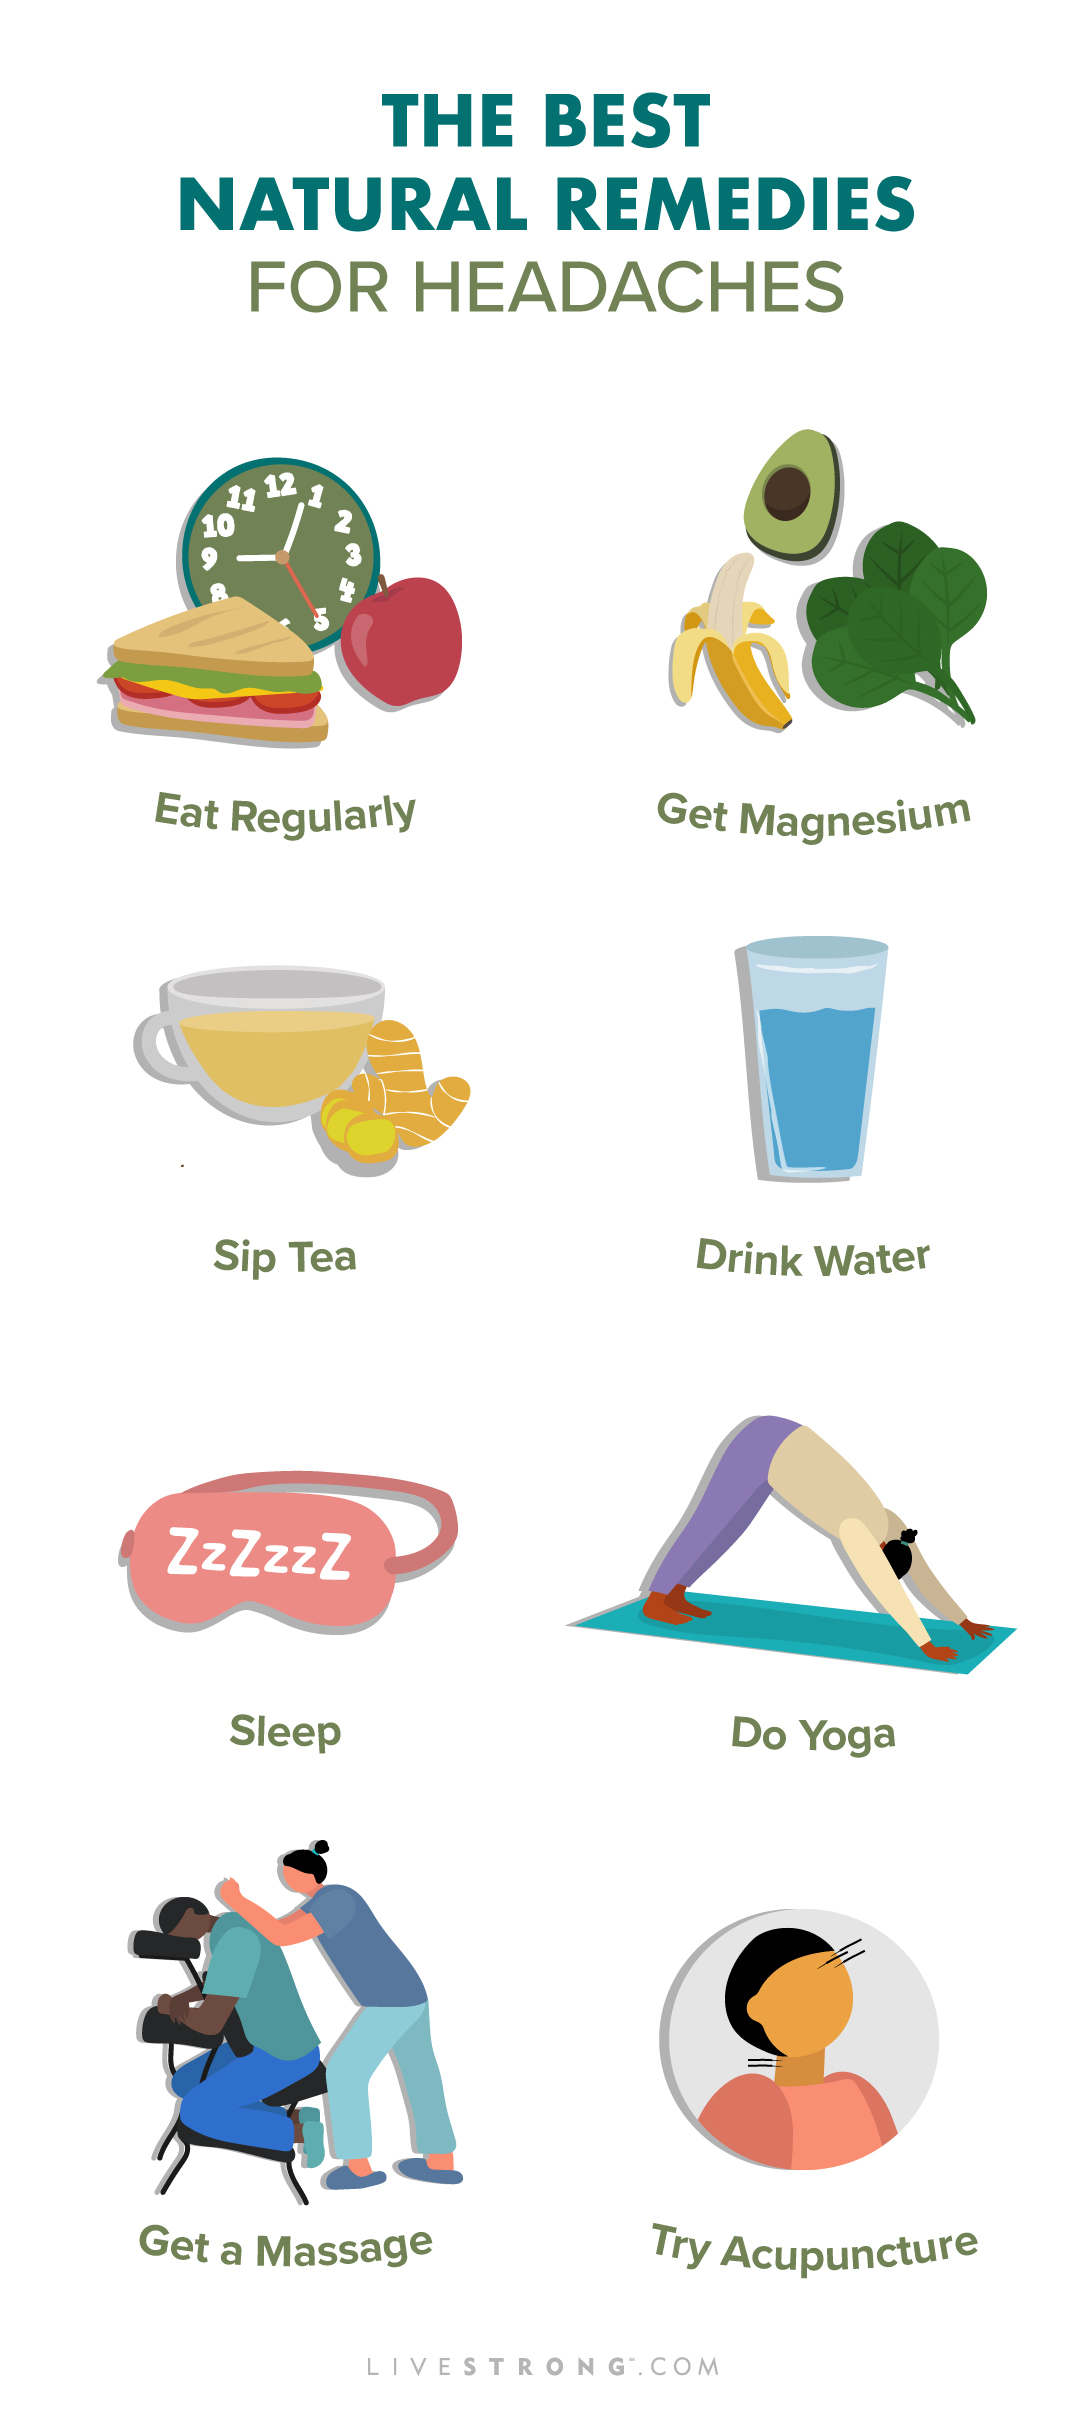 THE BEST
NATURAL REMEDIES
FOR HEADACHES
12
11 1
10 2
9 3
8 4
5
Eat Regularly
Get Magnesium
Sip Tea
Drink Water
ZzZzzZ
Sleep
Do Yoga
Get a Massage
Try Acupuncture
LIVESTRONG.COM